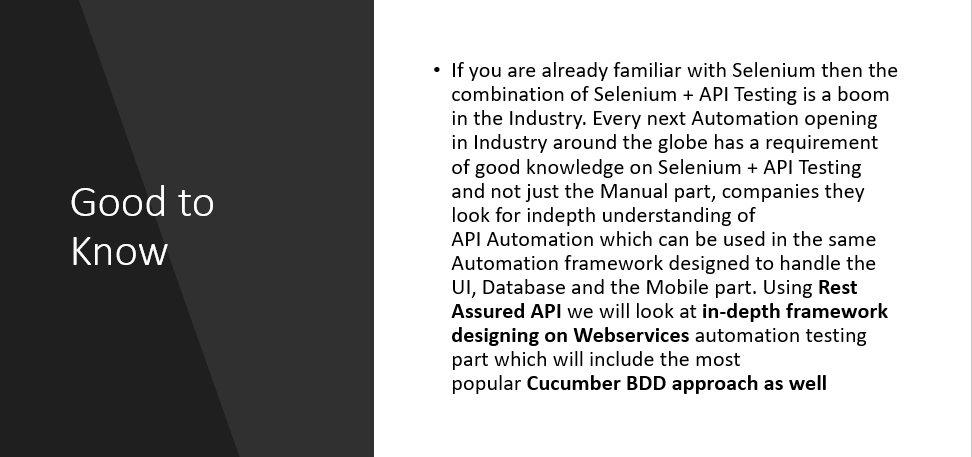 Good to
Know
• If you are already familiar with Selenium then the
combination of Selenium + API Testing is a boom
in the Industry. Every next Automation opening
in Industry around the globe has a requirement
of good knowledge on Selenium + API Testing
and not just the Manual part, companies they
look for indepth understanding of
API Automation which can be used in the same
Automation framework designed to handle the
UI, Database and the Mobile part. Using Rest
Assured API we will look at in-depth framework
designing on Webservices automation testing
part which will include the most
popular Cucumber BDD approach as well